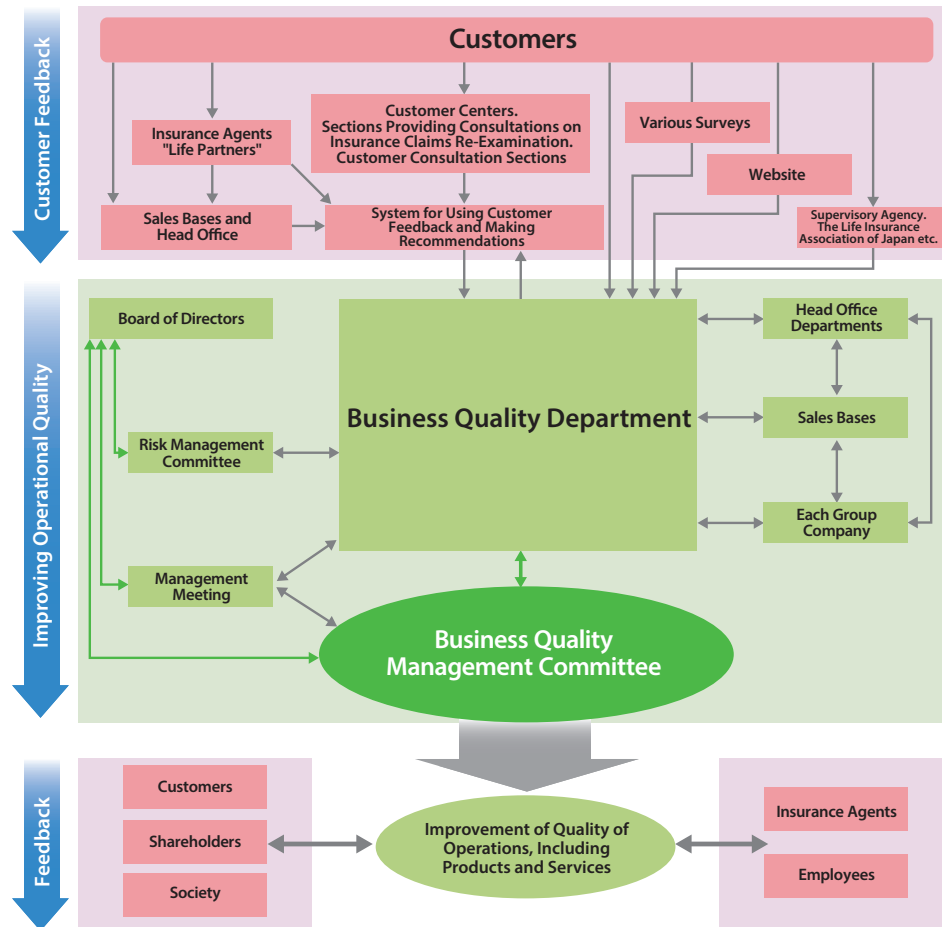 Customer Feedback
Customers
Insurance Agents
"Life Partners"
Customer Centers.
Sections Providing Consultations on
Insurance Claims Re-Examination.
Customer Consultation Sections
Various Surveys
Website
Sales Bases and
Head Office
System for Using Customer
Feedback and Making
Recommendations
Supervisory Agency.
The Life Insurance
Association of Japan etc.
Improving Operational Quality
Board of Directors
Business Quality Department
Head Office
Departments
Sales Bases
Risk Management
Committee
Each Group
Company
Management
Meeting
Business Quality
Management Committee
Feedback
Customers
Shareholders
Society
Improvement of Quality of
Operations, Including
Products and Services
Insurance Agents
Employees